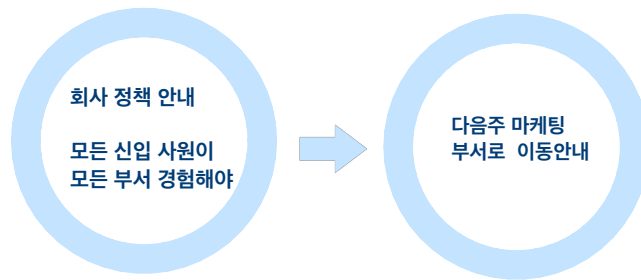 회사 정책 안내
모든 신입 사원이
모든 부서 경험해야
다음주 마케팅
부서로 이동안내